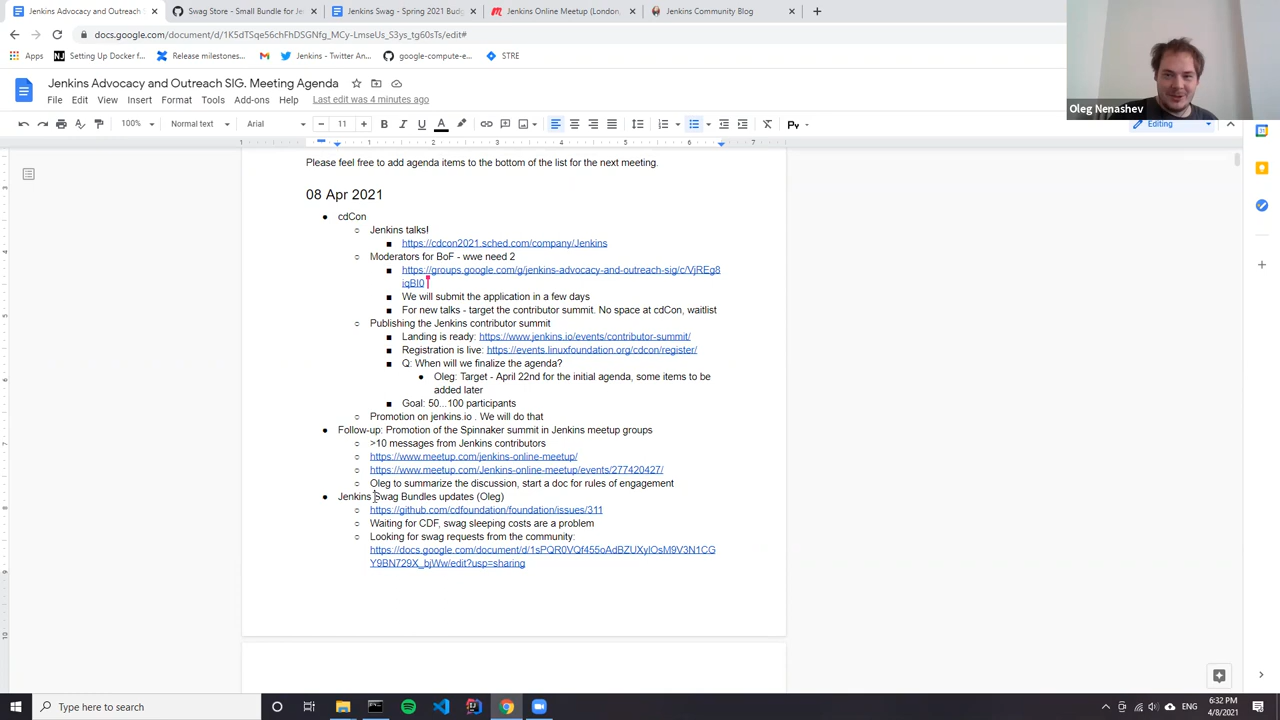 Jenkins Advocacy and Outreach S
Swag Store - Small Bundle for Jen
Jenkins Swag - Spring 2021 Budg
Jenkins Online Meetup (London,
Jenkins Community Blog
docs.google.com/document/d/1K5dTSqe56chFhDSGNfg_MCy-LmseUs_S3ys_tg60sTs/edit#
Apps
Setting Up Docker f...
Release milestones...
Jenkins - Twitter An...
google-compute-e...
STRE
Jenkins Advocacy and Outreach SIG. Meeting Agenda
File Edit View Insert Format Tools Add-ons Help Last edit was 4 minutes ago
100% Normal text Arial 11 Editing
Oleg Nenashev
Please feel free to add agenda items to the bottom of the list for the next meeting.
08 Apr 2021
cdCon
Jenkins talks!
https://cdcon2021.sched.com/company/Jenkins
Moderators for BoF - wwe need 2
https://groups.google.com/g/jenkins-advocacy-and-outreach-sig/c/VjREg8
iqBI0
We will submit the application in a few days
For new talks - target the contributor summit. No space at cdCon, waitlist
Publishing the Jenkins contributor summit
Landing is ready: https://www.jenkins.io/events/contributor-summit/
Registration is live: https://events.linuxfoundation.org/cdcon/register/
Q: When will we finalize the agenda?
Oleg: Target - April 22nd for the initial agenda, some items to be
added later
Goal: 50...100 participants
Promotion on jenkins.io . We will do that
Follow-up: Promotion of the Spinnaker summit in Jenkins meetup groups
>10 messages from Jenkins contributors
https://www.meetup.com/jenkins-online-meetup/
https://www.meetup.com/Jenkins-online-meetup/events/277420427/
Oleg to summarize the discussion, start a doc for rules of engagement
Jenkins Swag Bundles updates (Oleg)
https://github.com/cdfoundation/foundation/issues/311
Waiting for CDF, swag sleeping costs are a problem
Looking for swag requests from the community:
https://docs.google.com/document/d/1sPQR0VQf455oAdBZUXylOsM9V3N1CG
Y9BN729X_bjWw/edit?usp=sharing
Type here to search
ENG
6:32 PM
4/8/2021